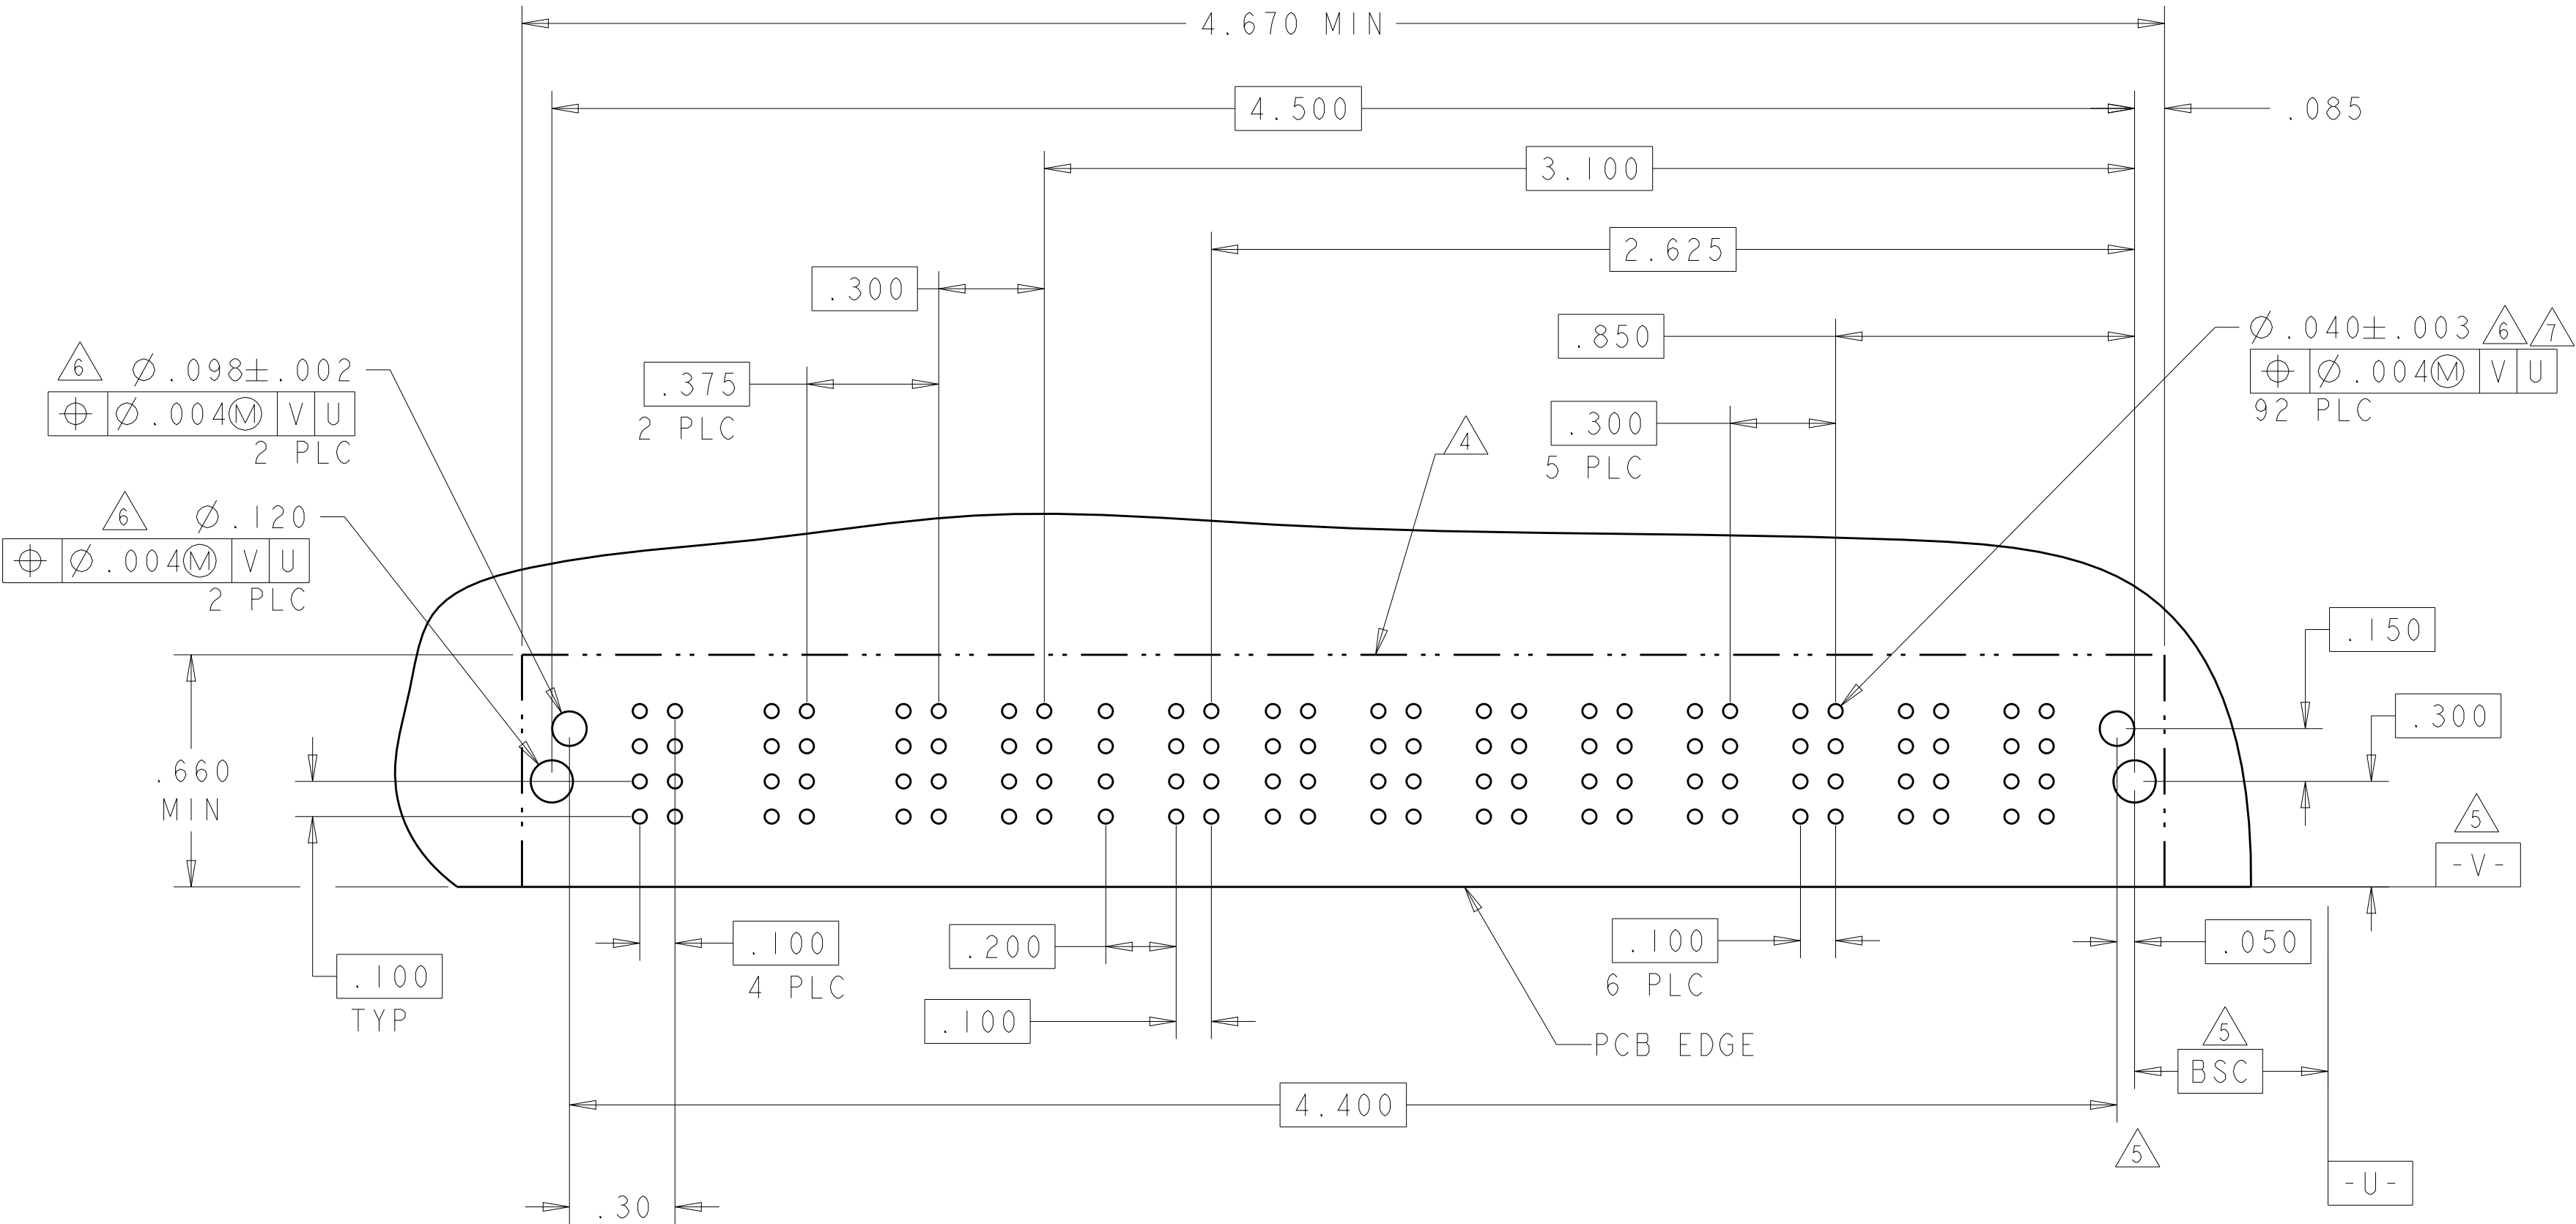 4.670 MIN
4.500
.085
3.100
2.625
.300
.850
6 Ø.098±.002
⌖ Ø.004Ⓜ V U
2 PLC
.375
2 PLC
Ø.040±.003 6 7
⌖ Ø.004Ⓜ V U
92 PLC
.300
5 PLC
4
6 Ø.120
⌖ Ø.004Ⓜ V U
2 PLC
.150
.300
.660
MIN
5
-V-
.100
TYP
.100
4 PLC
.200
.100
.100
6 PLC
.050
PCB EDGE
5
BSC
4.400
5
-U-
.30